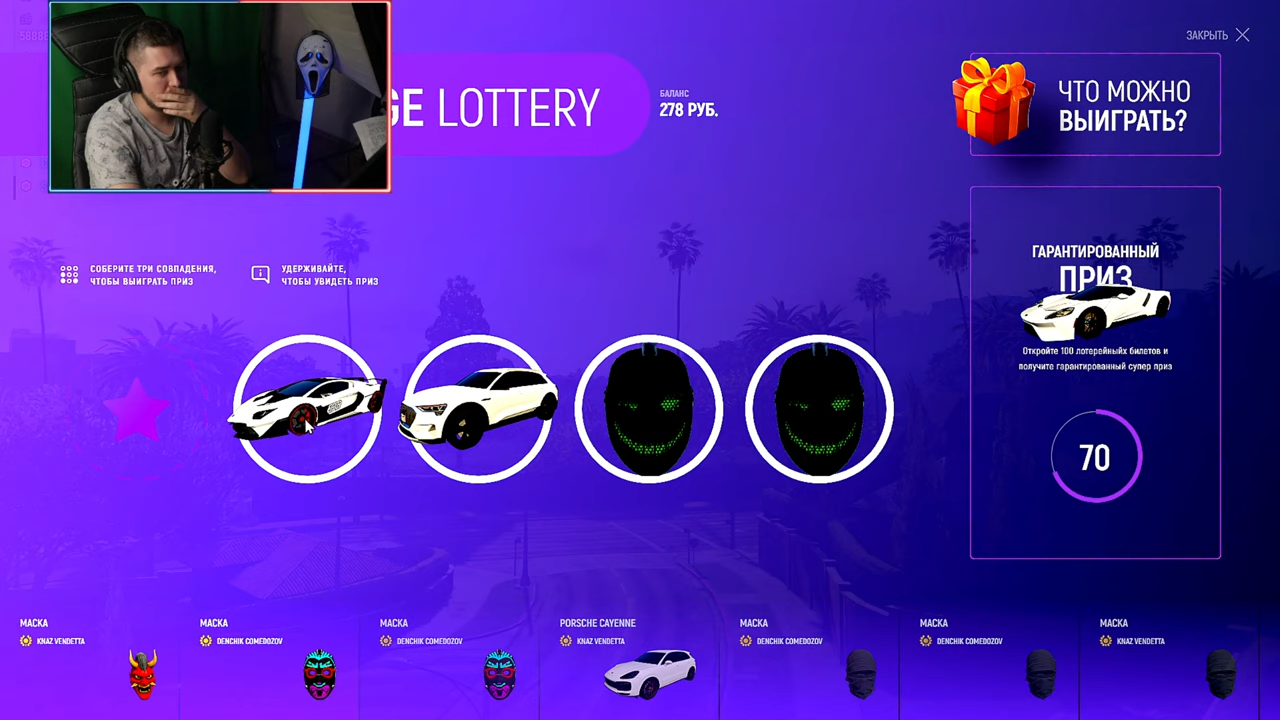 58888
GE LOTTERY
БАЛАНС
278 РУБ.
ЗАКРЫТЬ
ЧТО МОЖНО
ВЫИГРАТЬ?
СОБЕРИТЕ ТРИ СОВПАДЕНИЯ,
ЧТОБЫ ВЫИГРАТЬ ПРИЗ
УДЕРЖИВАЙТЕ,
ЧТОБЫ УВИДЕТЬ ПРИЗ
ГАРАНТИРОВАННЫЙ
ПРИЗ
Откройте 100 лотерейньіх билетов и
получите гарантированный супер приз
70
МАСКА
KNAZ VENDETTA
МАСКА
DENCHIK COMEDOZOV
МАСКА
DENCHIK COMEDOZOV
PORSCHE CAYENNE
KNAZ VENDETTA
МАСКА
DENCHIK COMEDOZOV
МАСКА
DENCHIK COMEDOZOV
МАСКА
KNAZ VENDETTA